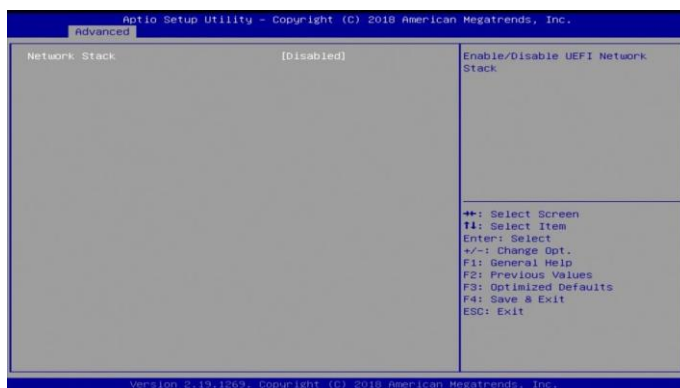 Aptio Setup Utility – Copyright (C) 2018 American Megatrends, Inc.
Advanced
Network Stack [Disabled]
Enable/Disable UEFI Network
Stack
→←: Select Screen
↑↓: Select Item
Enter: Select
+/-: Change Opt.
F1: General Help
F2: Previous Values
F3: Optimized Defaults
F4: Save & Exit
ESC: Exit
Version 2.19.1269. Copyright (C) 2018 American Megatrends, Inc.